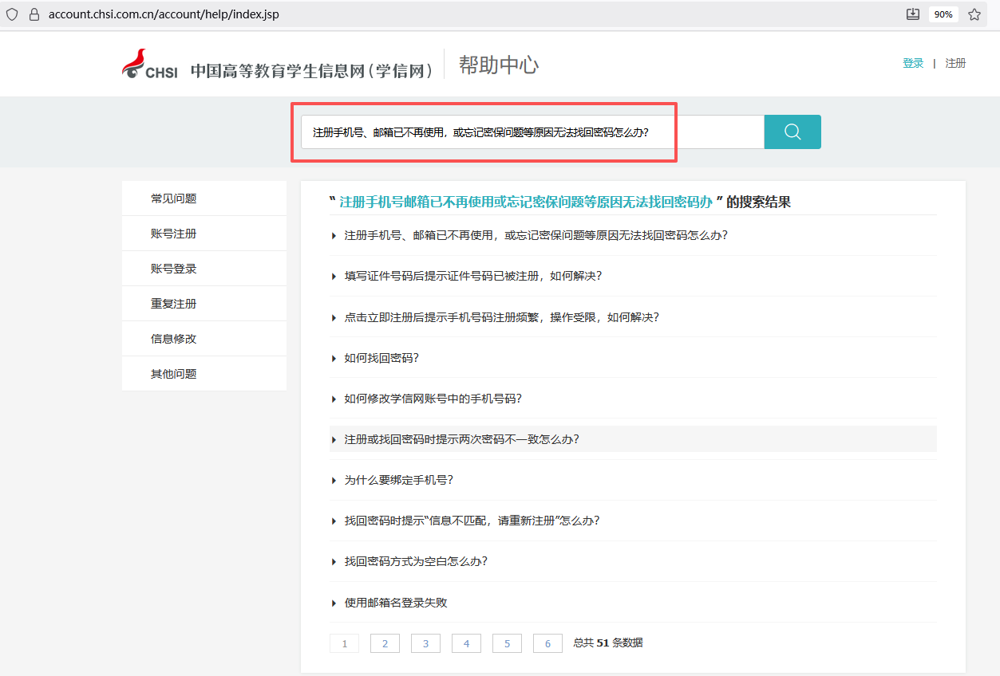 account.chsi.com.cn/account/help/index.jsp
90%
CHSI 中国高等教育学生信息网(学信网)
帮助中心
登录 | 注册
注册手机号、邮箱已不再使用，或忘记密保问题等原因无法找回密码怎么办?
常见问题
账号注册
账号登录
重复注册
信息修改
其他问题
“ 注册手机号邮箱已不再使用或忘记密保问题等原因无法找回密码办 ” 的搜索结果
注册手机号、邮箱已不再使用，或忘记密保问题等原因无法找回密码怎么办?
填写证件号码后提示证件号码已被注册，如何解决?
点击立即注册后提示手机号码注册频繁，操作受限，如何解决?
如何找回密码?
如何修改学信网账号中的手机号码?
注册或找回密码时提示两次密码不一致怎么办?
为什么要绑定手机号?
找回密码时提示“信息不匹配，请重新注册”怎么办?
找回密码方式为空白怎么办?
使用邮箱名登录失败
1 2 3 4 5 6 总共 51 条数据